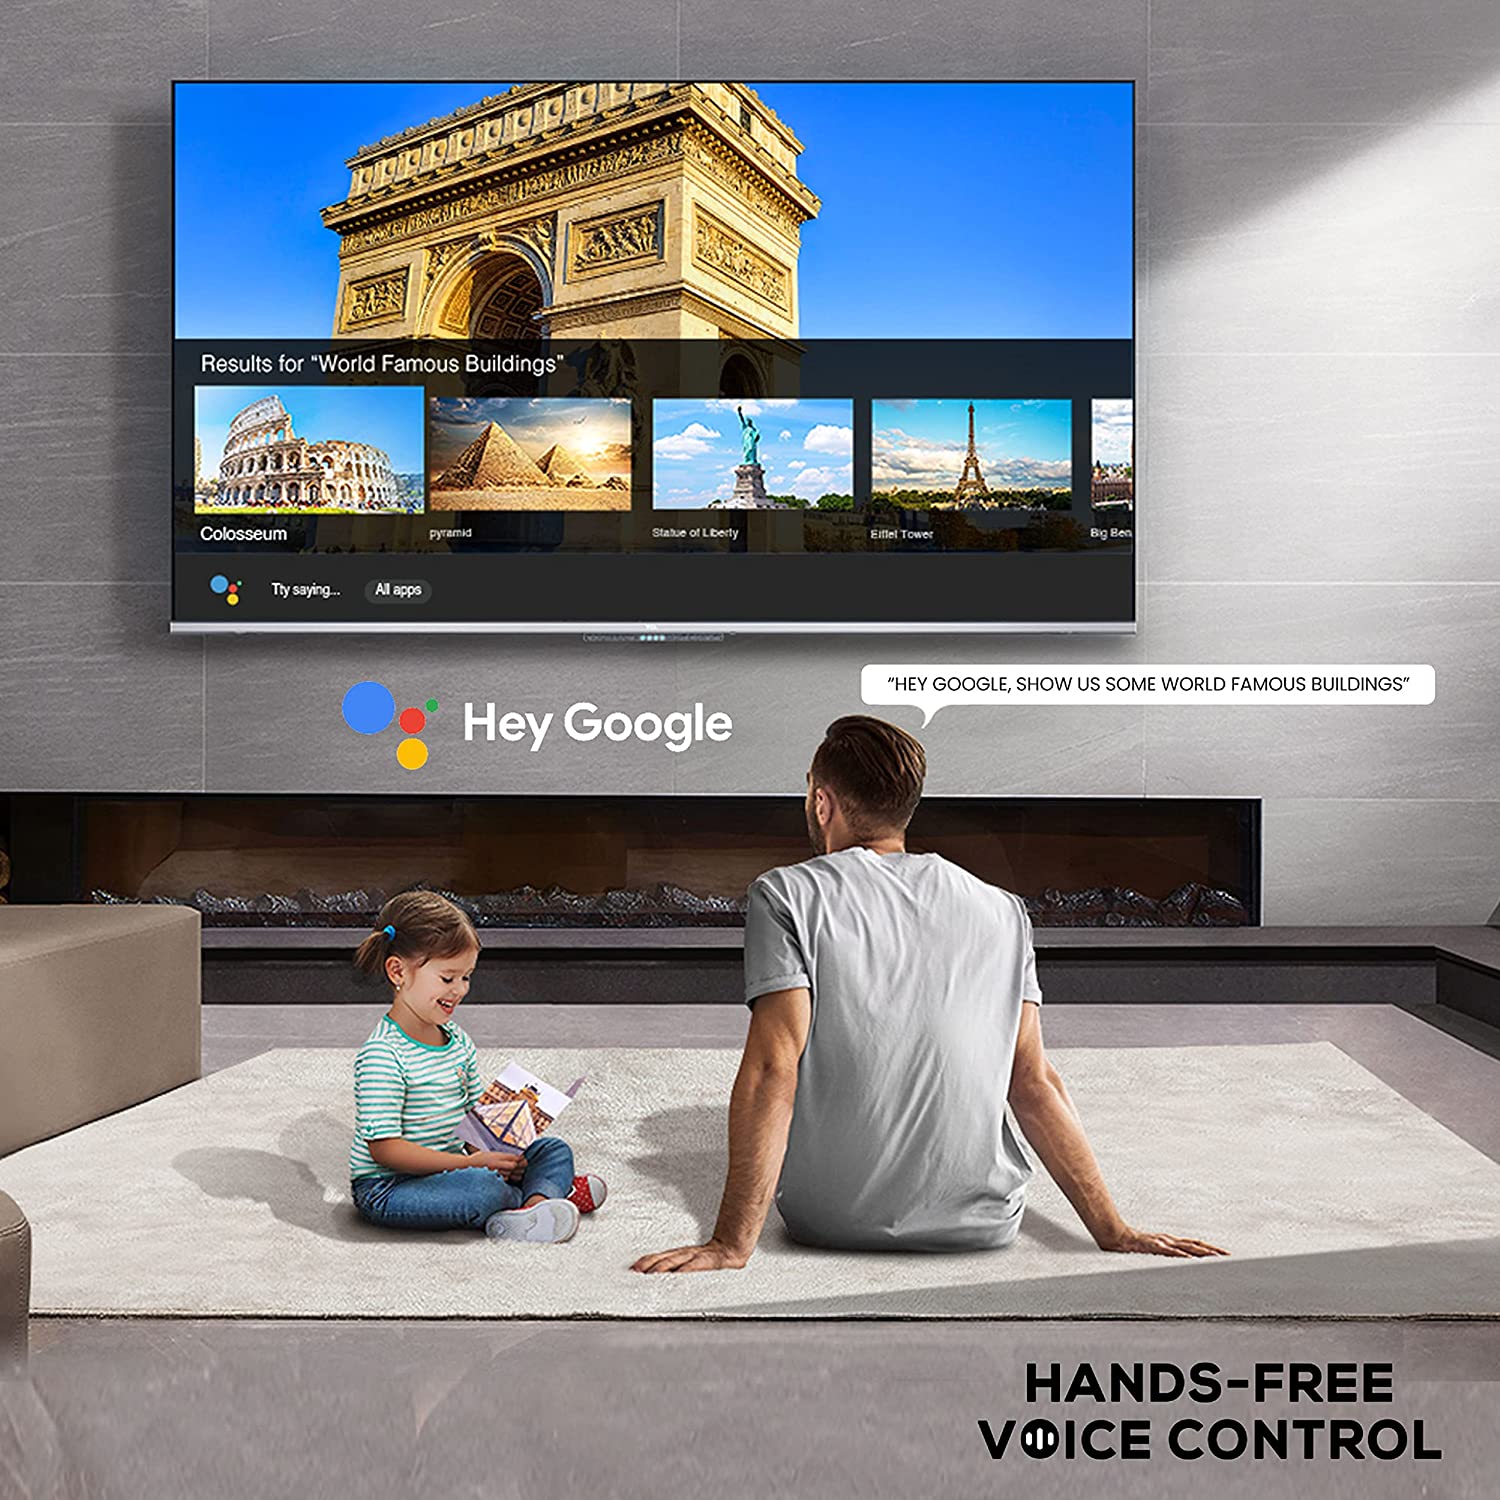 Results for “World Famous Buildings”
Colosseum
pyramid
Statue of Liberty
Eiffel Tower
Big Ben
Try saying...
All apps
Hey Google
“HEY GOOGLE, SHOW US SOME WORLD FAMOUS BUILDINGS”
HANDS-FREE
VOICE CONTROL